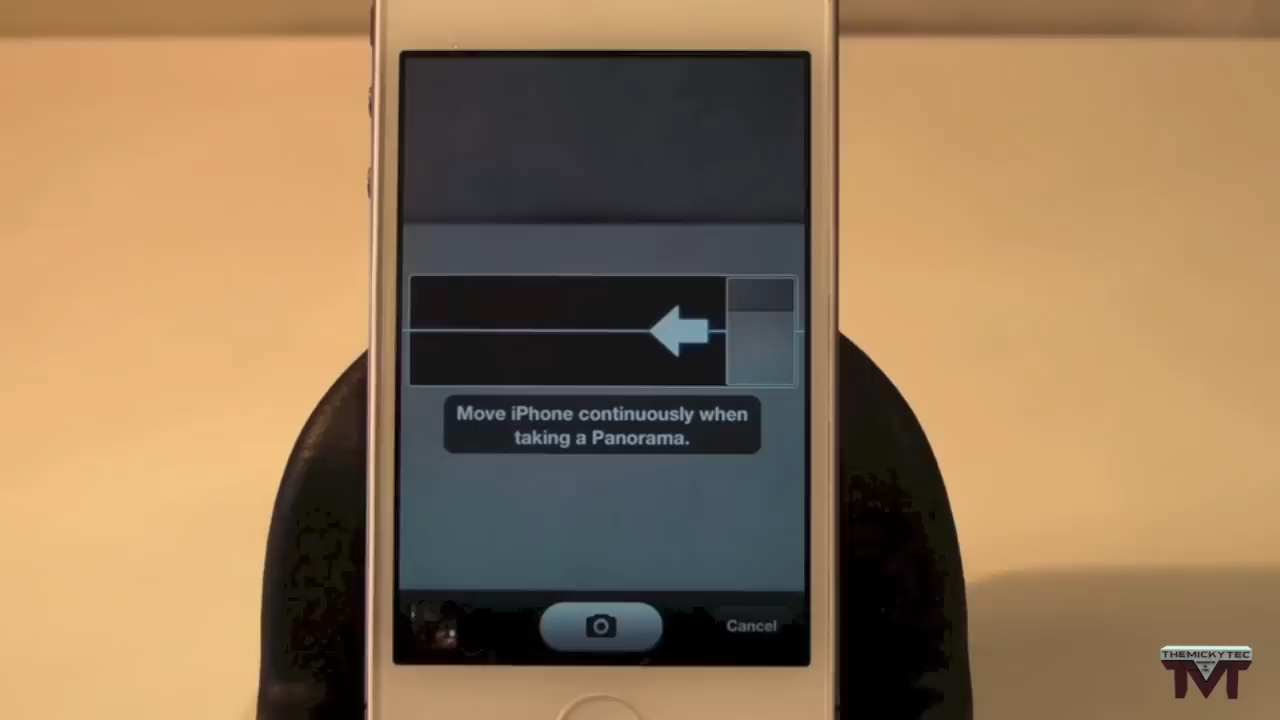 Move iPhone continuously when
taking a Panorama.
Cancel
THEMICKYTEC
TMT